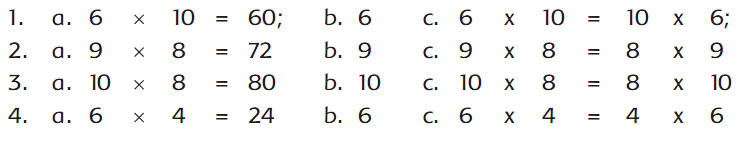 1. a. 6 × 10 = 60; b. 6 c. 6 x 10 = 10 x 6;
2. a. 9 × 8 = 72 b. 9 c. 9 x 8 = 8 x 9
3. a. 10 × 8 = 80 b. 10 c. 10 x 8 = 8 x 10
4. a. 6 × 4 = 24 b. 6 c. 6 x 4 = 4 x 6